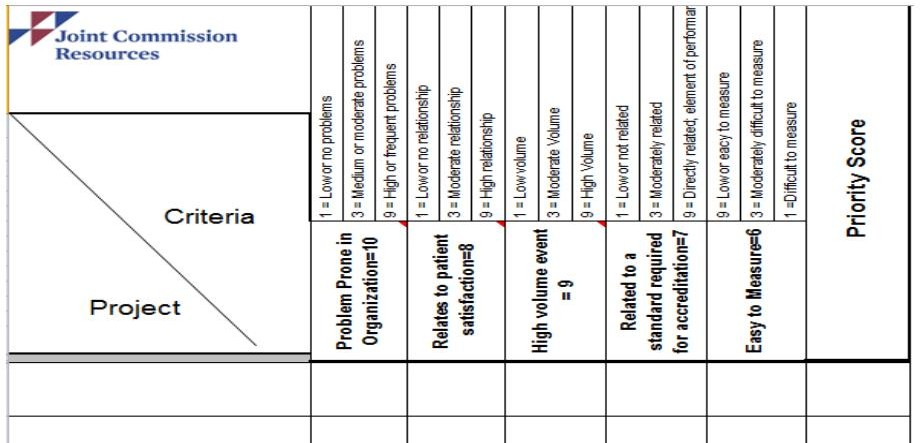 Joint Commission
Resources
Criteria
Project
1 = Low or no problems
3 = Medium or moderate problems
9 = High or frequent problems
Problem Prone in
Organization=10
1 = Low or no relationship
3 = Moderate relationship
9 = High relationship
Relates to patient
satisfaction=8
1 = Low volume
3 = Moderate Volume
9 = High Volume
High volume event
= 9
1 = Low or not related
3 = Moderately related
9 = Directly related; element of performar
Related to a
standard required
for accreditation=7
9 = Low or eacy to measure
3 = Moderately difficult to measure
1 =Difficult to measure
Easy to Measure=6
Priority Score